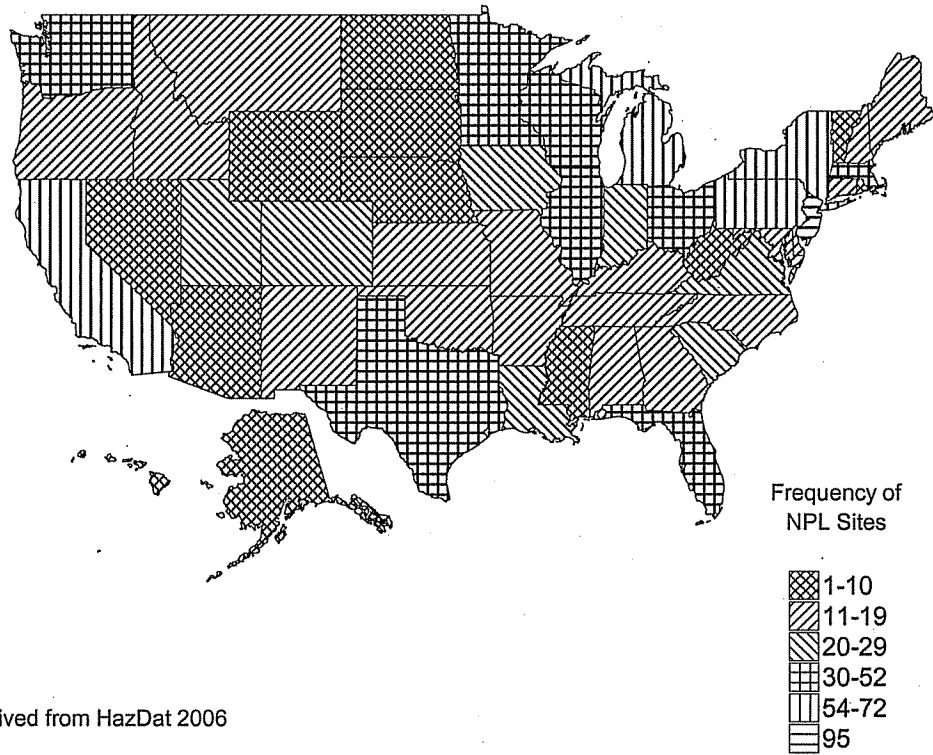 Frequency of
NPL Sites
1-10
11-19
20-29
30-52
54-72
95
ived from HazDat 2006